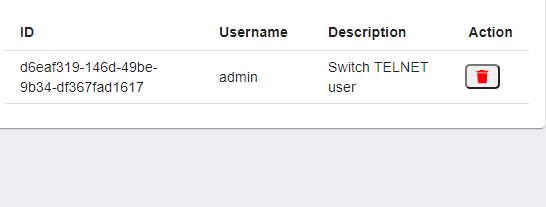 ID Username Description Action
d6eaf319-146d-49be-
9b34-df367fad1617
admin
Switch TELNET
user